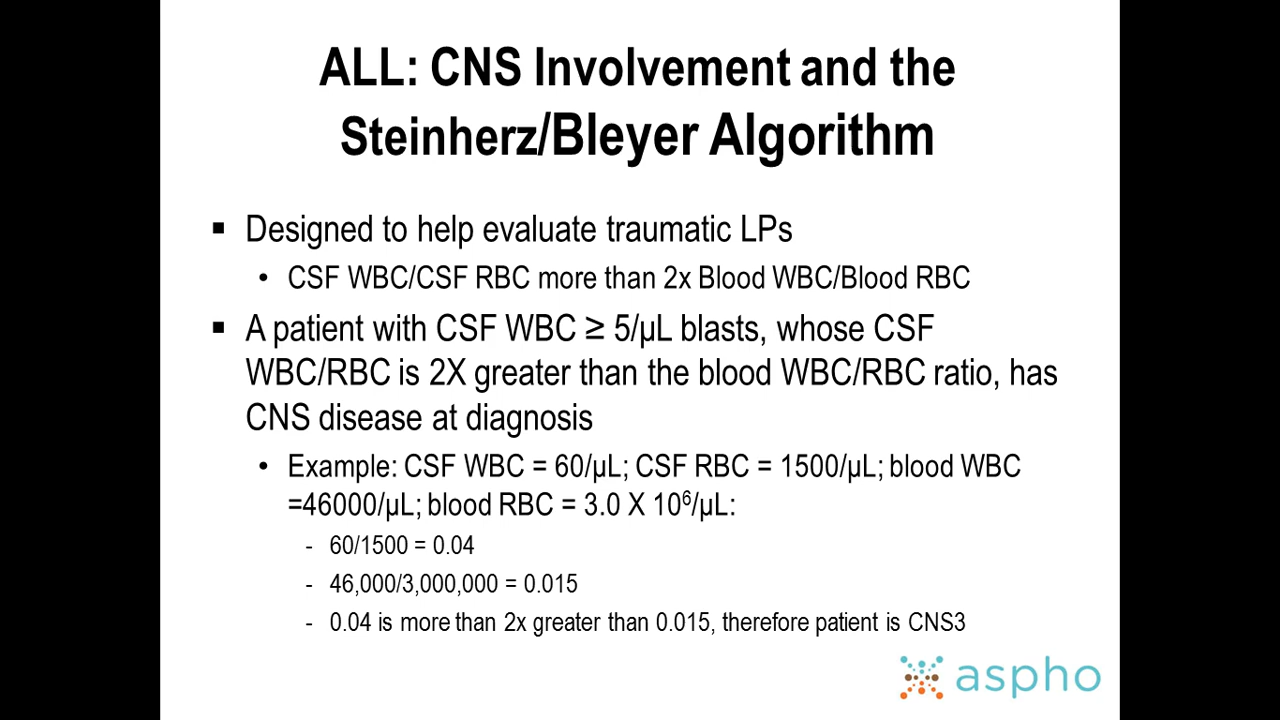 ALL: CNS Involvement and the
Steinherz/Bleyer Algorithm
▪ Designed to help evaluate traumatic LPs
• CSF WBC/CSF RBC more than 2x Blood WBC/Blood RBC
▪ A patient with CSF WBC ≥ 5/µL blasts, whose CSF
WBC/RBC is 2X greater than the blood WBC/RBC ratio, has
CNS disease at diagnosis
• Example: CSF WBC = 60/µL; CSF RBC = 1500/µL; blood WBC
=46000/µL; blood RBC = 3.0 X 10⁶/µL:
- 60/1500 = 0.04
- 46,000/3,000,000 = 0.015
- 0.04 is more than 2x greater than 0.015, therefore patient is CNS3
aspho